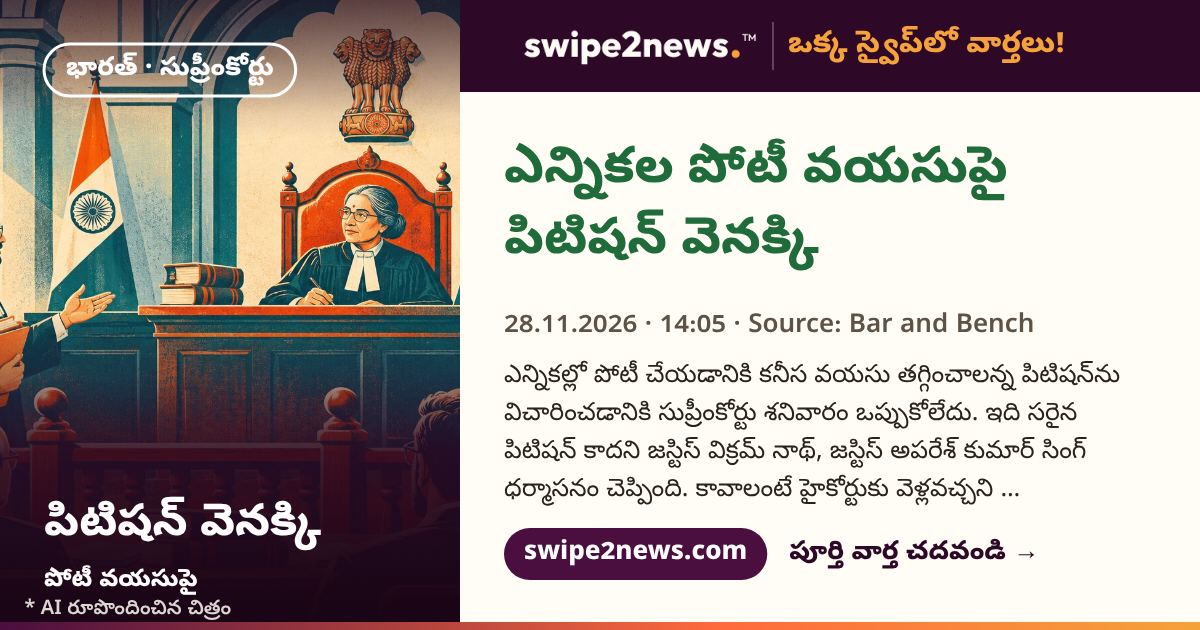 భారత్ · సుప్రీంకోర్టు
పిటిషన్ వెనక్కి
పోటీ వయసుపై
* AI రూపొందించిన చిత్రం
swipe2news.™ ఒక్క స్వైప్‌లో వార్తలు!
ఎన్నికల పోటీ వయసుపై
పిటిషన్ వెనక్కి
28.11.2026 · 14:05 · Source: Bar and Bench
ఎన్నికల్లో పోటీ చేయడానికి కనీస వయసు తగ్గించాలన్న పిటిషన్‌ను
విచారించడానికి సుప్రీంకోర్టు శనివారం ఒప్పుకోలేదు. ఇది సరైన
పిటిషన్ కాదని జస్టిస్ విక్రమ్ నాథ్, జస్టిస్ అపరేశ్ కుమార్ సింగ్
ధర్మాసనం చెప్పింది. కావాలంటే హైకోర్టుకు వెళ్లవచ్చని ...
swipe2news.com పూర్తి వార్త చదవండి →